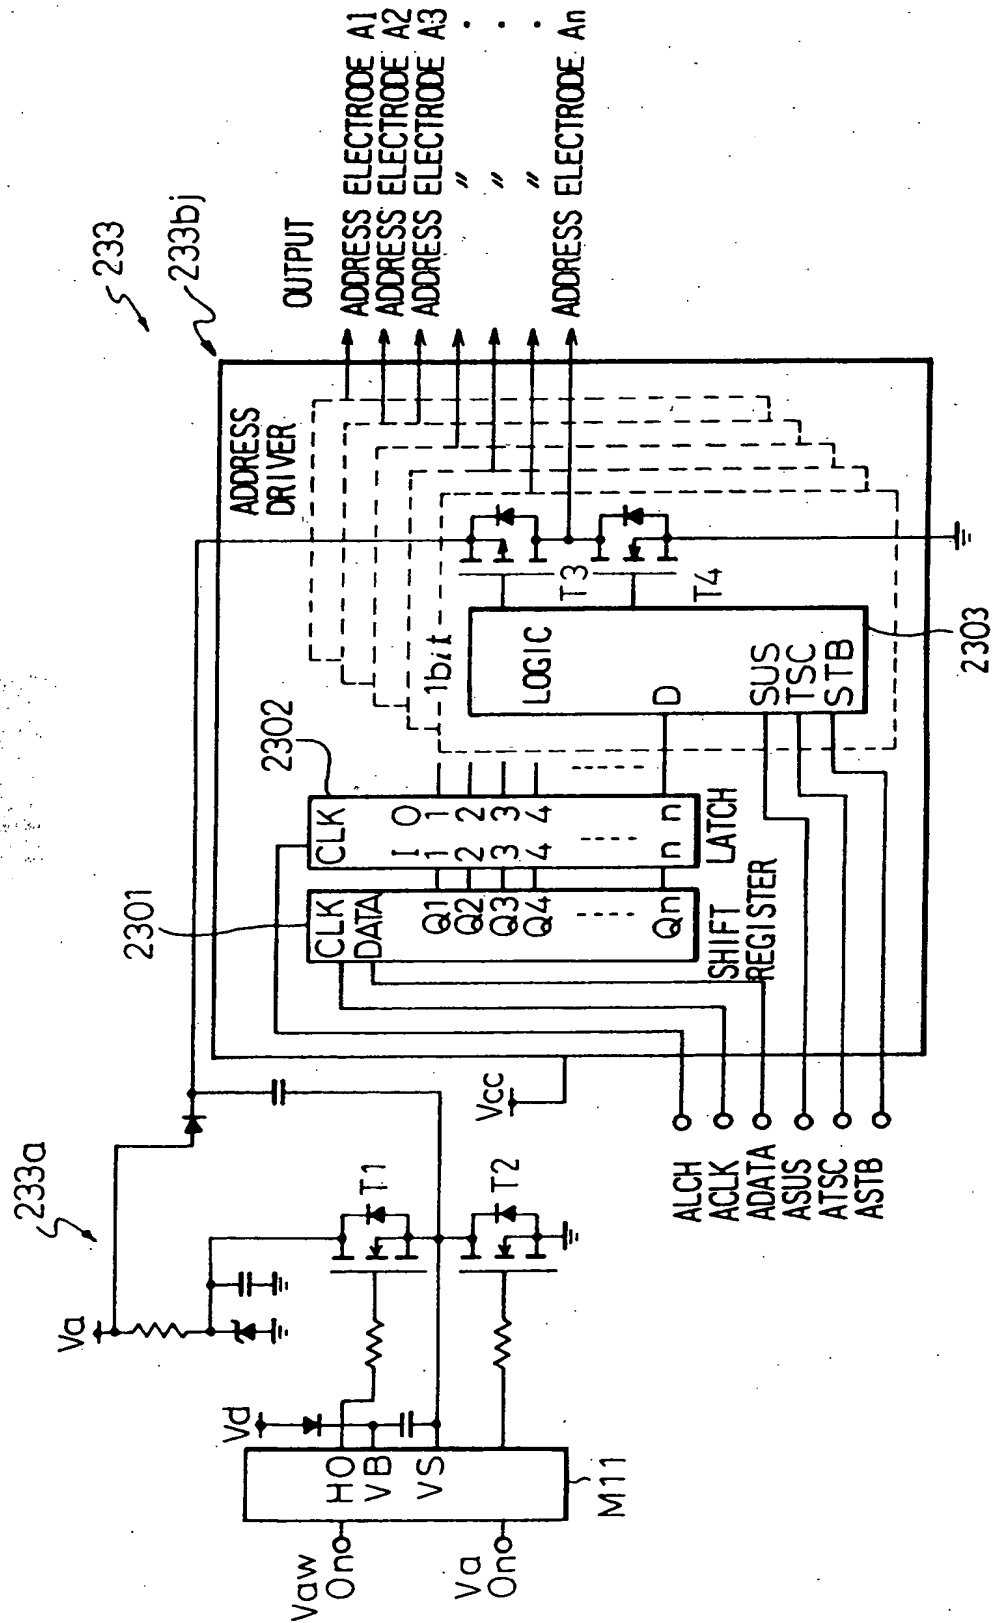 233
233bj
233a
OUTPUT
ADDRESS ELECTRODE A1
ADDRESS ELECTRODE A2
ADDRESS ELECTRODE A3
〃 ·
〃 ·
〃 ·
ADDRESS ELECTRODE An
ADDRESS
DRIVER
1bit
T3
T4
LOGIC
D
SUS
TSC
STB
2303
2302
CLK
I O
1 1
2 2
3 3
4 4
n n
LATCH
2301
CLK
DATA
Q1
Q2
Q3
Q4
Qn
SHIFT
REGISTER
Vcc
ALCH
ACLK
ADATA
ASUS
ATSC
ASTB
Va
T1
T2
Vd
HO
VB
VS
M11
Vaw
On
Va
On